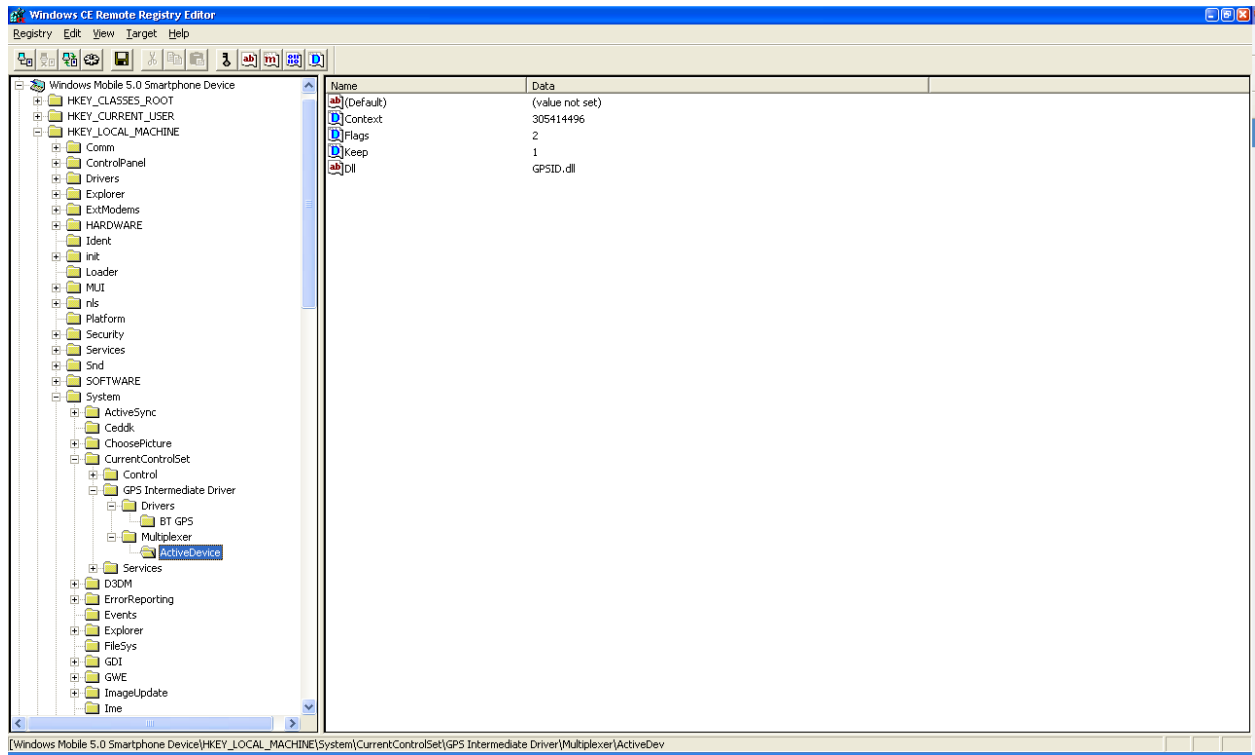 Windows CE Remote Registry Editor
Registry Edit View Target Help
Windows Mobile 5.0 Smartphone Device
HKEY_CLASSES_ROOT
HKEY_CURRENT_USER
HKEY_LOCAL_MACHINE
Comm
ControlPanel
Drivers
Explorer
ExtModems
HARDWARE
Ident
init
Loader
MUI
nls
Platform
Security
Services
Snd
SOFTWARE
System
ActiveSync
Ceddk
ChoosePicture
CurrentControlSet
Control
GPS Intermediate Driver
Drivers
BT GPS
Multiplexer
ActiveDevice
Services
D3DM
ErrorReporting
Events
Explorer
FileSys
GDI
GWE
ImageUpdate
Ime
Name Data
ab (Default) (value not set)
D Context 305414496
D Flags 2
D Keep 1
ab Dll GPSID.dll
[Windows Mobile 5.0 Smartphone Device\HKEY_LOCAL_MACHINE\System\CurrentControlSet\GPS Intermediate Driver\Multiplexer\ActiveDev